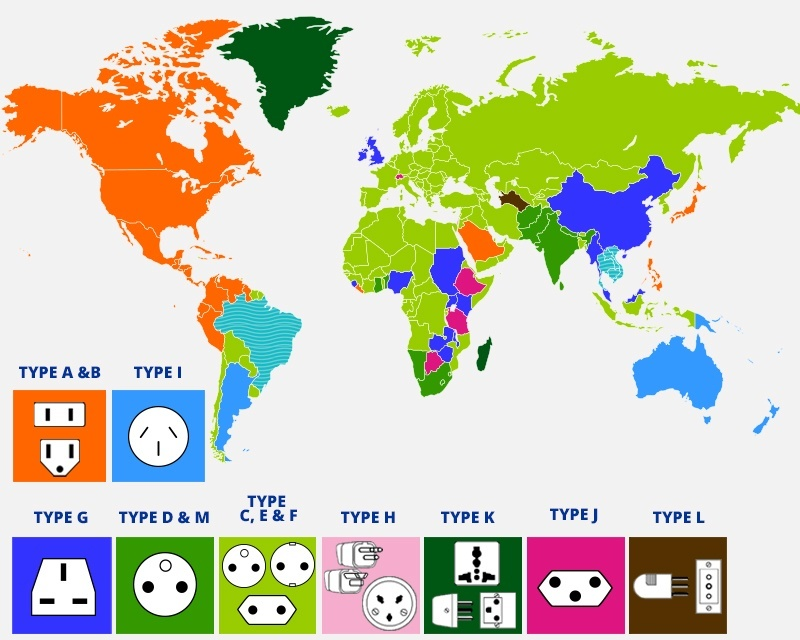 TYPE A &B
TYPE I
TYPE G
TYPE D & M
TYPE
C, E & F
TYPE H
TYPE K
TYPE J
TYPE L